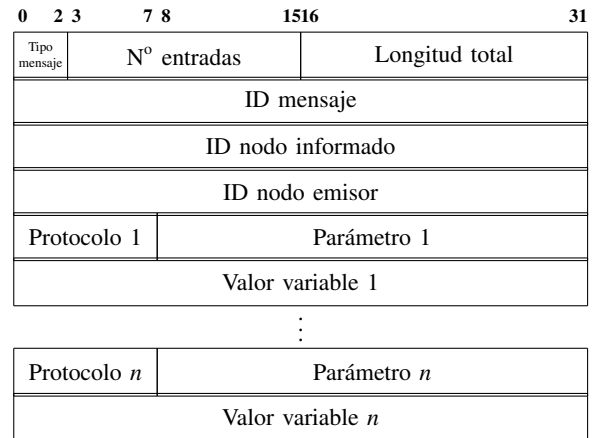 0 2 3 7 8 1516 31
Tipo mensaje Nº entradas Longitud total
ID mensaje
ID nodo informado
ID nodo emisor
Protocolo 1 Parámetro 1
Valor variable 1
⋮
Protocolo n Parámetro n
Valor variable n